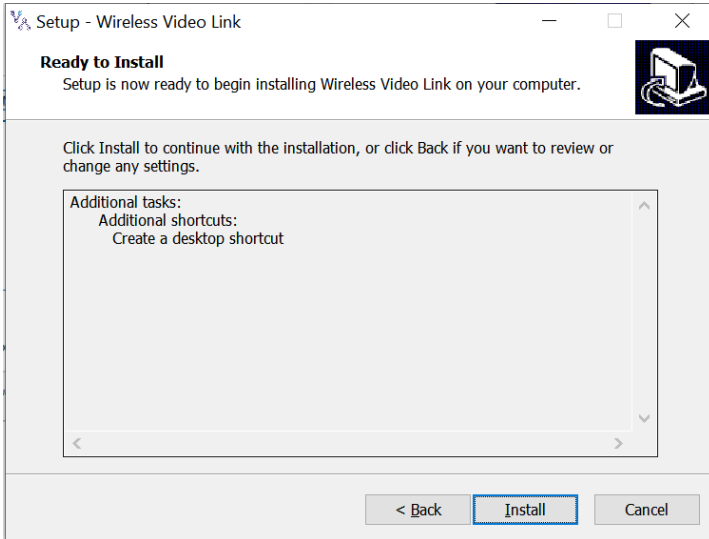 Setup - Wireless Video Link
Ready to Install
Setup is now ready to begin installing Wireless Video Link on your computer.
Click Install to continue with the installation, or click Back if you want to review or
change any settings.
Additional tasks:
Additional shortcuts:
Create a desktop shortcut
< Back
Install
Cancel